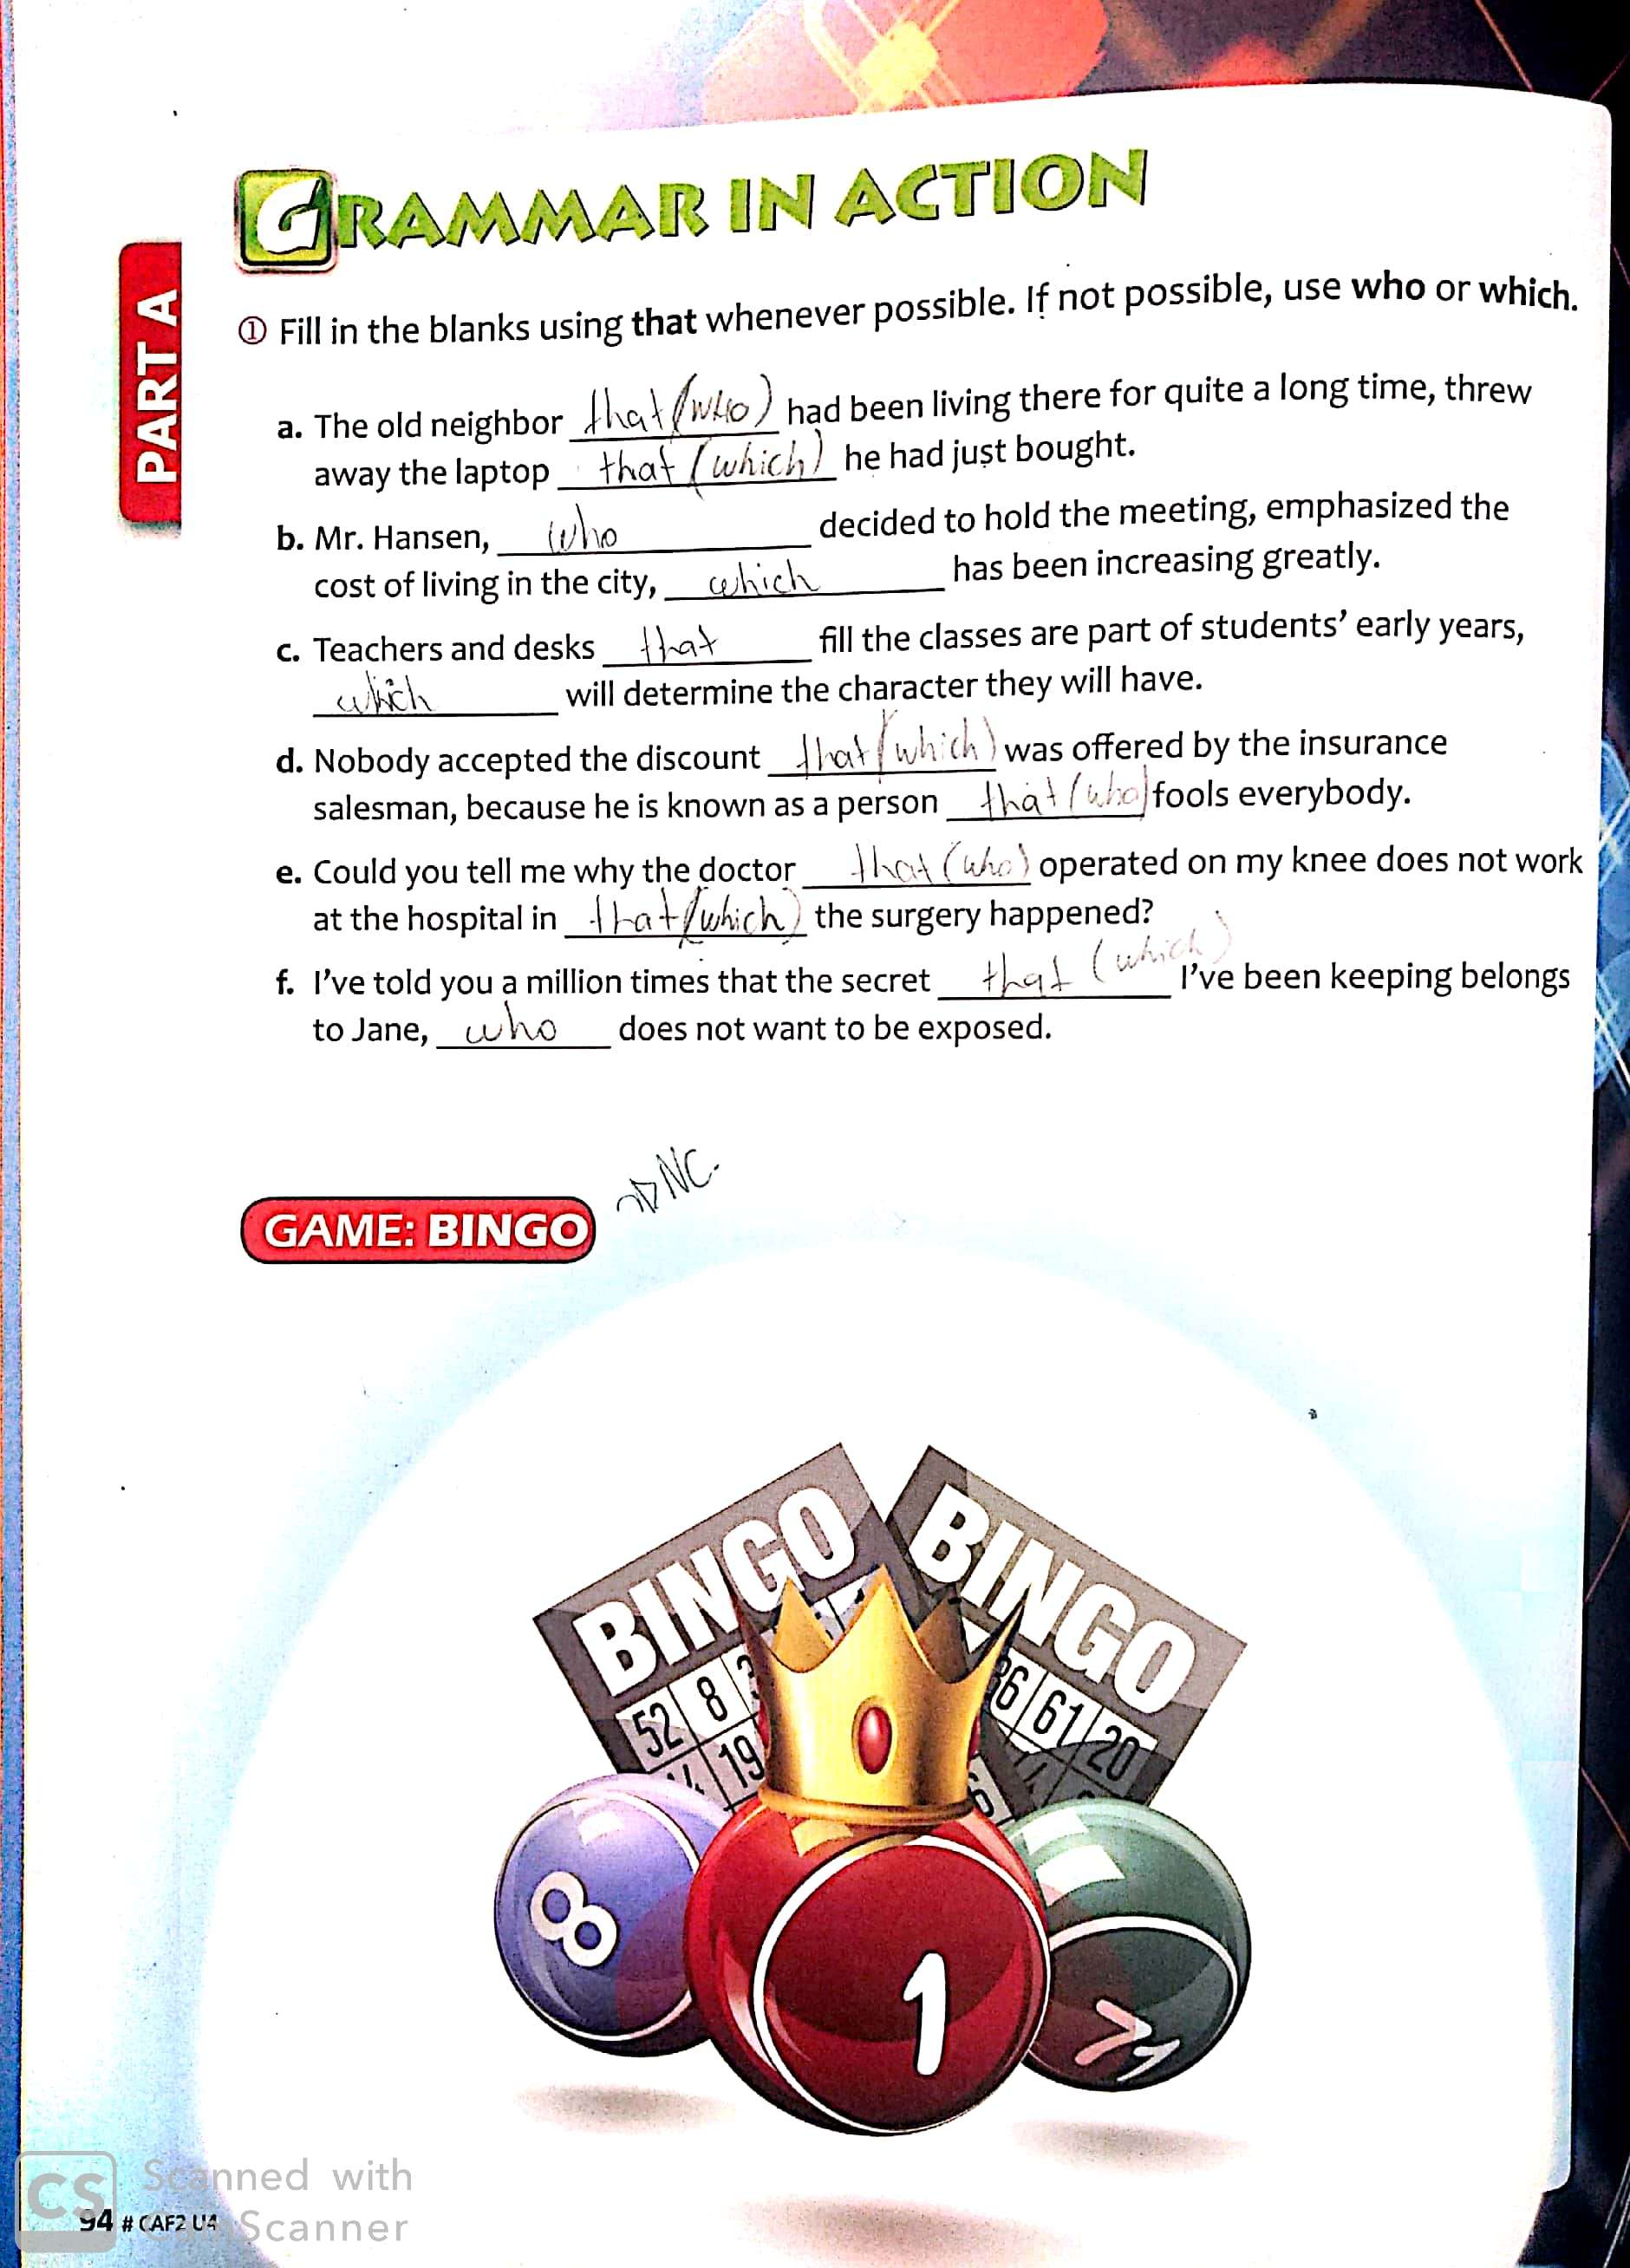 GRAMMAR IN ACTION
PART A
① Fill in the blanks using that whenever possible. If not possible, use who or which.
a. The old neighbor that (who) had been living there for quite a long time, threw
away the laptop that (which) he had just bought.
b. Mr. Hansen, who decided to hold the meeting, emphasized the
cost of living in the city, which has been increasing greatly.
c. Teachers and desks that fill the classes are part of students' early years,
which will determine the character they will have.
d. Nobody accepted the discount that (which) was offered by the insurance
salesman, because he is known as a person that (who) fools everybody.
e. Could you tell me why the doctor that (who) operated on my knee does not work
at the hospital in that (which) the surgery happened?
f. I've told you a million times that the secret that (which) I've been keeping belongs
to Jane, who does not want to be exposed.
GAME: BINGO
BINGO
52 8 3
19
BINGO
36 61 20
8
1
71
CS Scanned with
CamScanner
94 # CAF2 U4